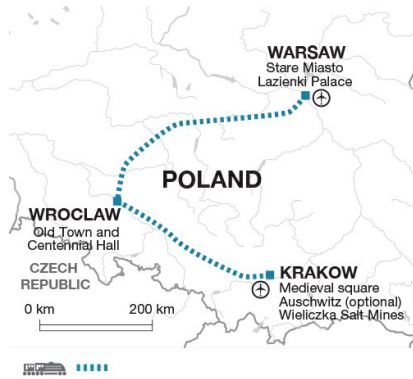 WARSAW
Stare Miasto
Lazienki Palace
POLAND
WROCLAW
Old Town and
Centennial Hall
CZECH
REPUBLIC
KRAKOW
Medieval square
Auschwitz (optional)
Wieliczka Salt Mines
0 km 200 km